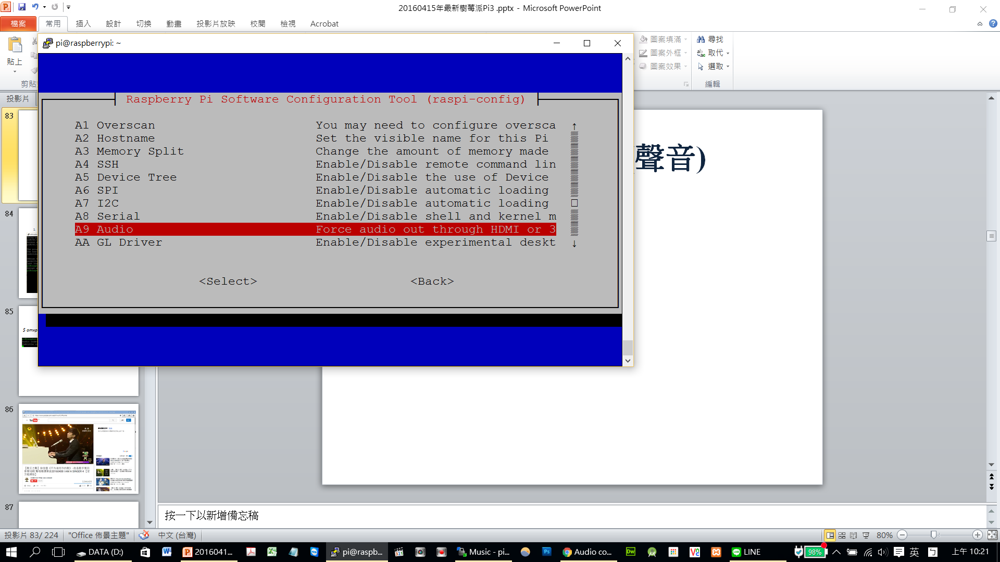 20160415年最新樹莓派Pi3 .pptx - Microsoft PowerPoint
檔案 常用 插入 設計 切換 動畫 投影片放映 校閱 檢視 Acrobat
貼上
剪貼
圖案填滿
圖案外框
圖案效果
尋找
取代
選取
編輯
投影片
pi@raspberrypi: ~
Raspberry Pi Software Configuration Tool (raspi-config)
A1 Overscan You may need to configure oversca
A2 Hostname Set the visible name for this Pi
A3 Memory Split Change the amount of memory made
A4 SSH Enable/Disable remote command lin
A5 Device Tree Enable/Disable the use of Device
A6 SPI Enable/Disable automatic loading
A7 I2C Enable/Disable automatic loading
A8 Serial Enable/Disable shell and kernel m
A9 Audio Force audio out through HDMI or 3
AA GL Driver Enable/Disable experimental deskt
<Select> <Back>
聲音)
83
84
85
$ omxp
86
87
按一下以新增備忘稿
投影片 83/ 224 "Office 佈景主題" 中文 (台灣) 80%
DATA (D:) 2016041... pi@raspb... Music - pi... Audio co... LINE 98% 英 上午 10:21